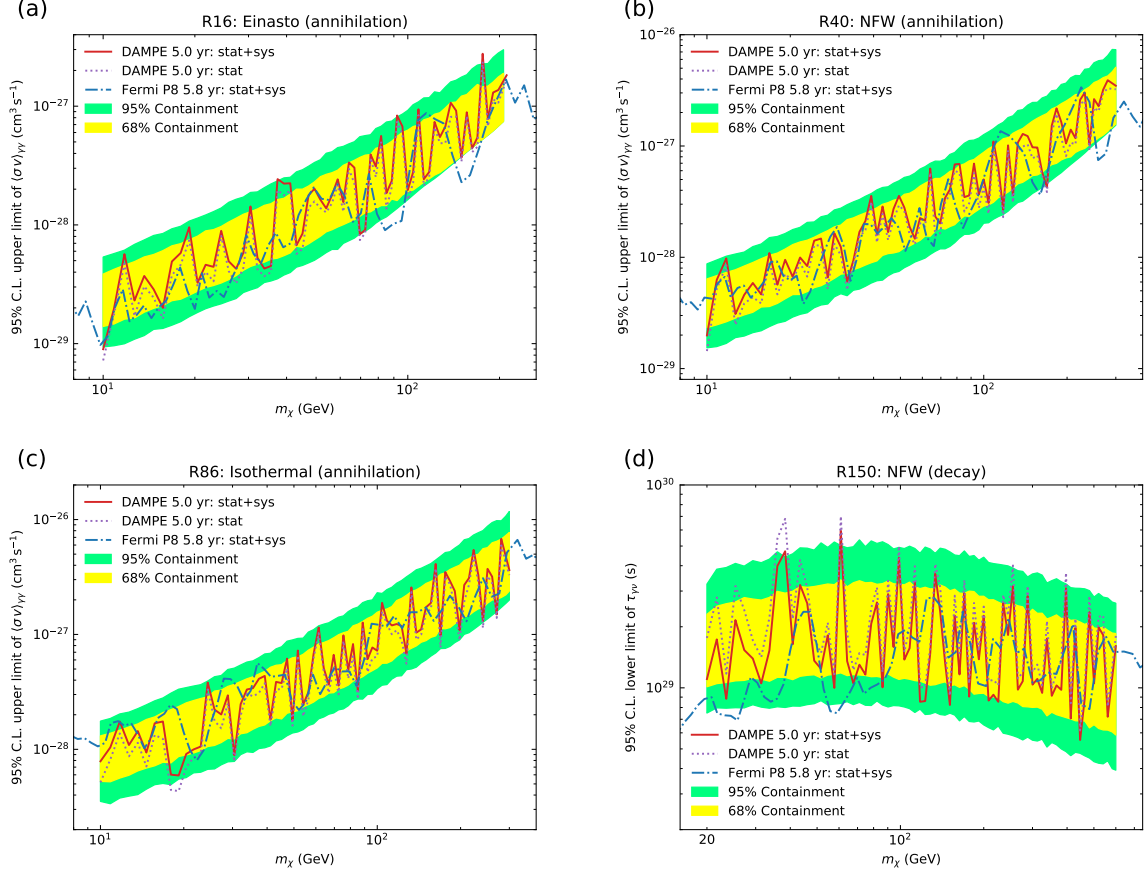 (a)
R16: Einasto (annihilation)
DAMPE 5.0 yr: stat+sys
DAMPE 5.0 yr: stat
Fermi P8 5.8 yr: stat+sys
95% Containment
68% Containment
95% C.L. upper limit of ⟨σv⟩γγ (cm³ s⁻¹)
10⁻²⁷
10⁻²⁸
10⁻²⁹
10¹
10²
mχ (GeV)
(b)
R40: NFW (annihilation)
DAMPE 5.0 yr: stat+sys
DAMPE 5.0 yr: stat
Fermi P8 5.8 yr: stat+sys
95% Containment
68% Containment
95% C.L. upper limit of ⟨σv⟩γγ (cm³ s⁻¹)
10⁻²⁶
10⁻²⁷
10⁻²⁸
10⁻²⁹
10¹
10²
mχ (GeV)
(c)
R86: Isothermal (annihilation)
DAMPE 5.0 yr: stat+sys
DAMPE 5.0 yr: stat
Fermi P8 5.8 yr: stat+sys
95% Containment
68% Containment
95% C.L. upper limit of ⟨σv⟩γγ (cm³ s⁻¹)
10⁻²⁶
10⁻²⁷
10⁻²⁸
10¹
10²
mχ (GeV)
(d)
R150: NFW (decay)
95% C.L. lower limit of τγν (s)
10³⁰
10²⁹
DAMPE 5.0 yr: stat+sys
DAMPE 5.0 yr: stat
Fermi P8 5.8 yr: stat+sys
95% Containment
68% Containment
20
10²
mχ (GeV)